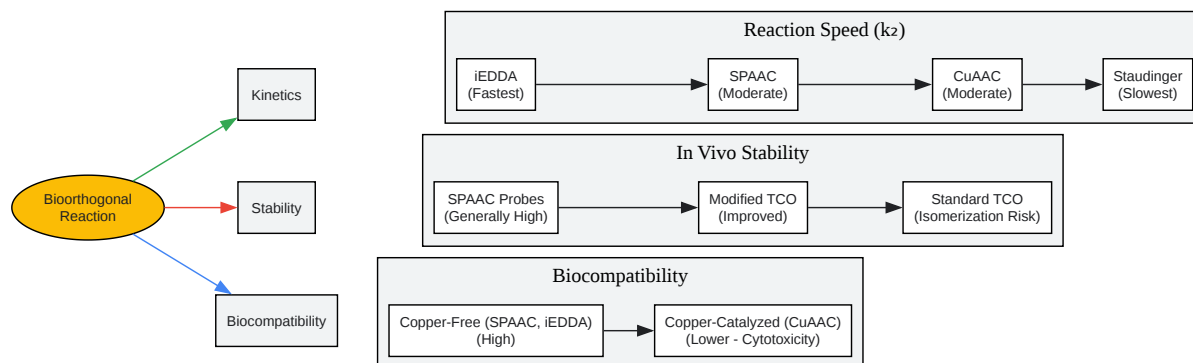 Reaction Speed (k₂)
iEDDA
(Fastest)
SPAAC
(Moderate)
CuAAC
(Moderate)
Staudinger
(Slowest)
Kinetics
In Vivo Stability
Bioorthogonal
Reaction
Stability
SPAAC Probes
(Generally High)
Modified TCO
(Improved)
Standard TCO
(Isomerization Risk)
Biocompatibility
Biocompatibility
Copper-Free (SPAAC, iEDDA)
(High)
Copper-Catalyzed (CuAAC)
(Lower - Cytotoxicity)